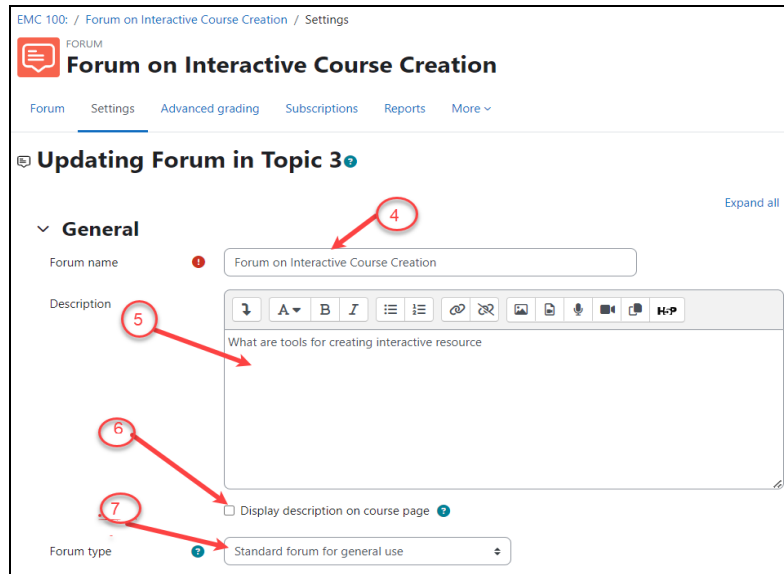 EMC 100: / Forum on Interactive Course Creation / Settings
FORUM
Forum on Interactive Course Creation
Forum Settings Advanced grading Subscriptions Reports More
Updating Forum in Topic 3
Expand all
General
4
Forum name Forum on Interactive Course Creation
Description A B I H-P
5
What are tools for creating interactive resource
6
Display description on course page
7
Forum type Standard forum for general use